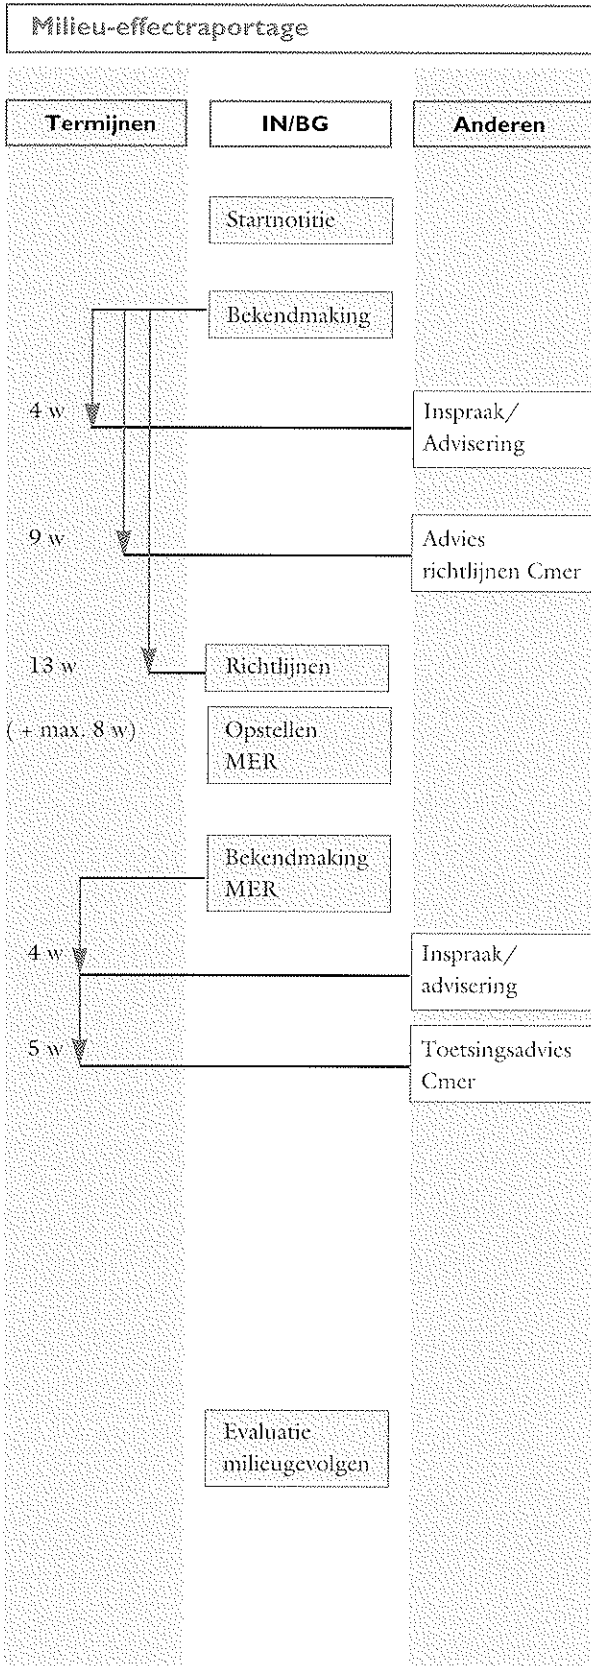 Milieu-effectraportage
Termijnen
IN/BG
Anderen
Startnotitie
Bekendmaking
4 w
Inspraak/
Advisering
9 w
Advies
richtlijnen Cmer
13 w
Richtlijnen
( + max. 8 w)
Opstellen
MER
Bekendmaking
MER
4 w
Inspraak/
advisering
5 w
Toetsingsadvies
Cmer
Evaluatie
milieugevolgen